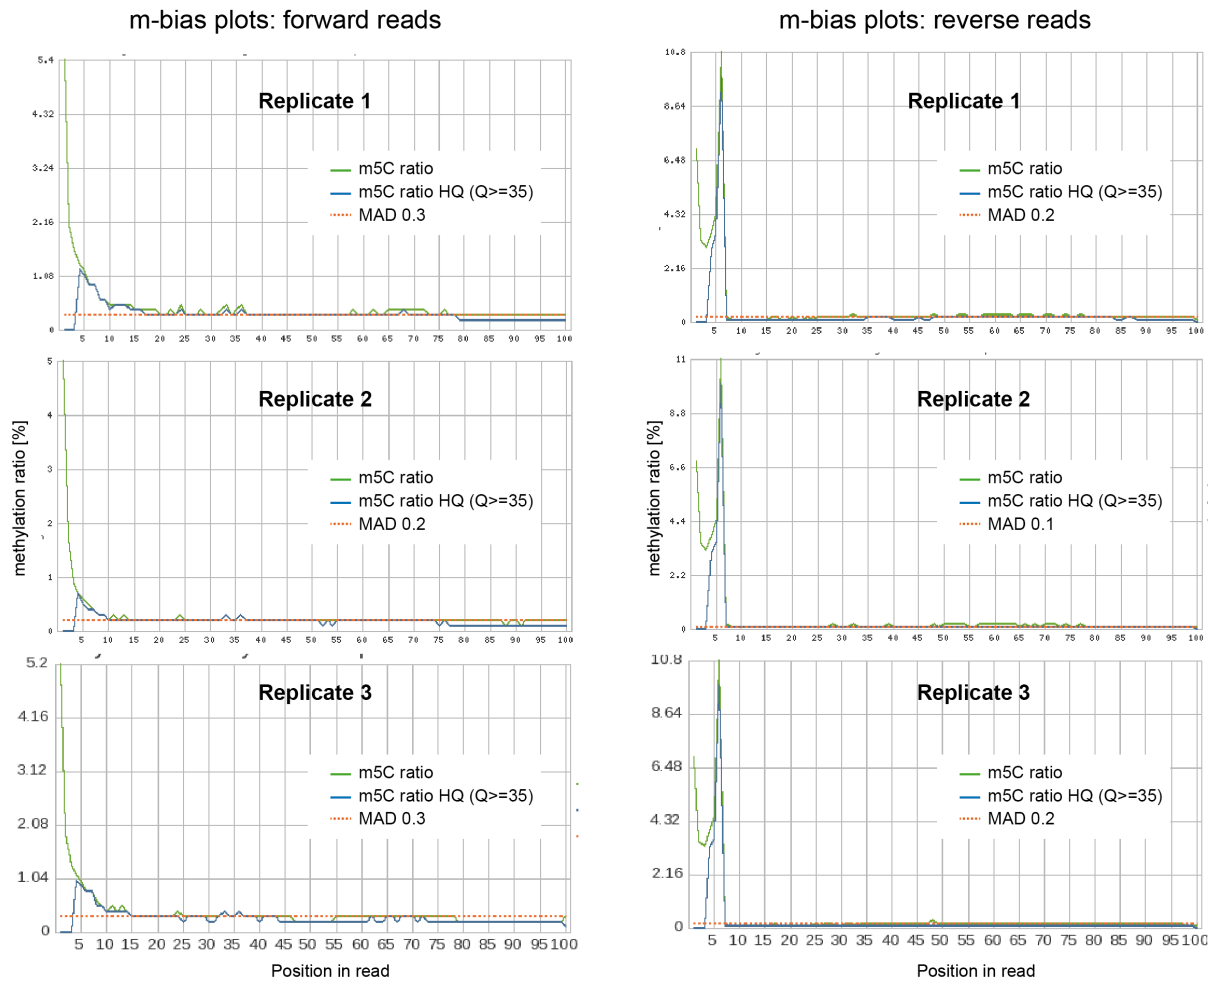 m-bias plots: forward reads
m-bias plots: reverse reads
methylation ratio [%]
Replicate 1
m5C ratio
m5C ratio HQ (Q>=35)
MAD 0.3
5.4
4.32
3.24
2.16
1.08
0
5 10 15 20 25 30 35 40 45 50 55 60 65 70 75 80 85 90 95 100
Replicate 1
m5C ratio
m5C ratio HQ (Q>=35)
MAD 0.2
10.8
8.64
6.48
4.32
2.16
0
5 10 15 20 25 30 35 40 45 50 55 60 65 70 75 80 85 90 95 100
Replicate 2
m5C ratio
m5C ratio HQ (Q>=35)
MAD 0.2
5
4
3
2
1
0
5 10 15 20 25 30 35 40 45 50 55 60 65 70 75 80 85 90 95 100
methylation ratio [%]
Replicate 2
m5C ratio
m5C ratio HQ (Q>=35)
MAD 0.1
11
8.8
6.6
4.4
2.2
0
5 10 15 20 25 30 35 40 45 50 55 60 65 70 75 80 85 90 95 100
Replicate 3
m5C ratio
m5C ratio HQ (Q>=35)
MAD 0.3
5.2
4.16
3.12
2.08
1.04
0
5 10 15 20 25 30 35 40 45 50 55 60 65 70 75 80 85 90 95 100
Position in read
Replicate 3
m5C ratio
m5C ratio HQ (Q>=35)
MAD 0.2
10.8
8.64
6.48
4.32
2.16
0
5 10 15 20 25 30 35 40 45 50 55 60 65 70 75 80 85 90 95 100
Position in read